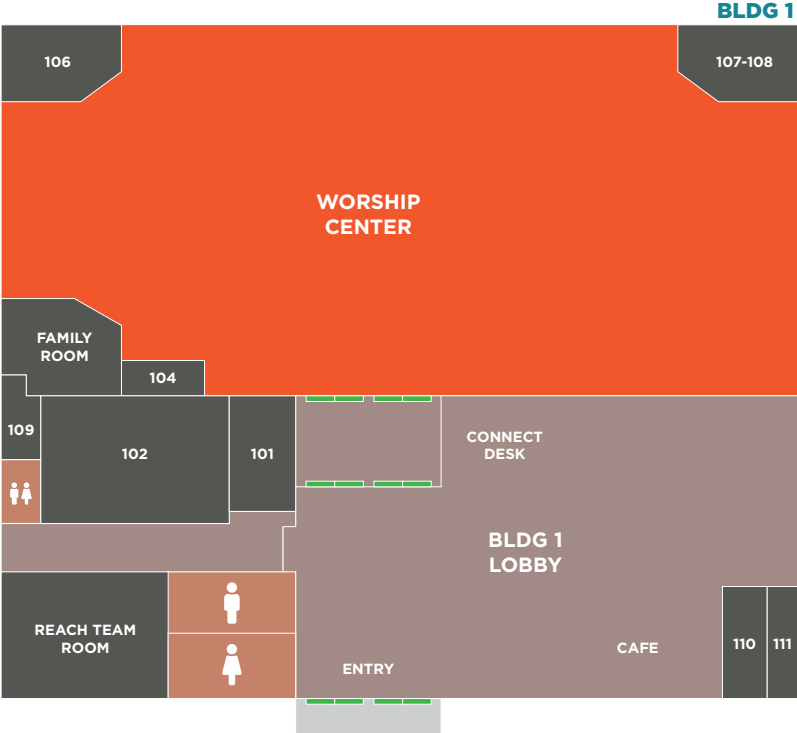 BLDG 1
106
107-108
WORSHIP
CENTER
FAMILY
ROOM
104
109
102
101
CONNECT
DESK
BLDG 1
LOBBY
REACH TEAM
ROOM
ENTRY
CAFE
110
111